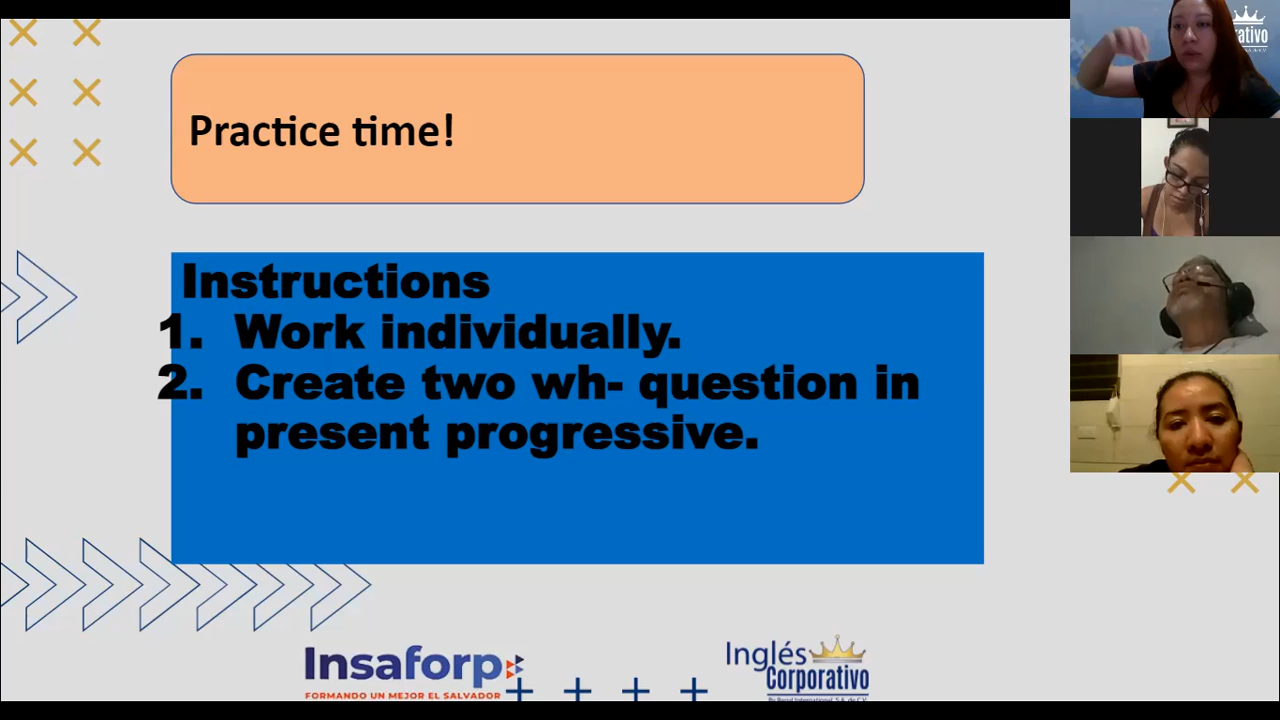 Practice time!
Instructions
1. Work individually.
2. Create two wh- question in
present progressive.
Insaforp
FORMANDO UN MEJOR EL SALVADOR
Inglés
Corporativo
rativo